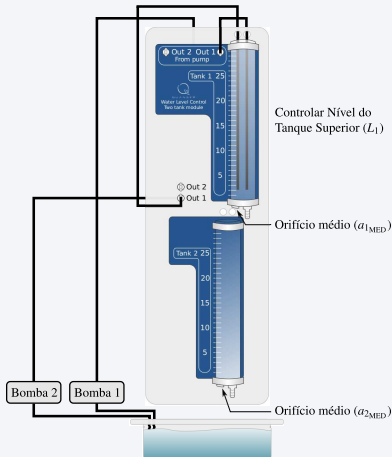 Out 2 Out 1
From pump
Tank 1
25
20
15
10
5
Water Level Control
Two tank module
Controlar Nível do
Tanque Superior (L₁)
Out 2
Out 1
Orifício médio (a₁MED)
Tank 2
25
20
15
10
5
Bomba 2
Bomba 1
Orifício médio (a₂MED)